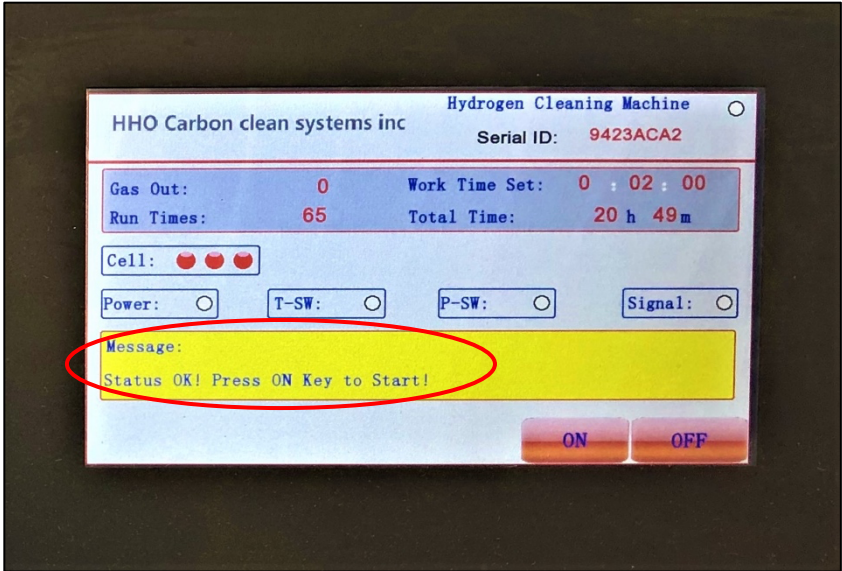 Hydrogen Cleaning Machine
HHO Carbon clean systems inc
Serial ID: 9423ACA2
Gas Out: 0 Work Time Set: 0 : 02 : 00
Run Times: 65 Total Time: 20 h 49 m
Cell:
Power: T-SW: P-SW: Signal:
Message:
Status OK! Press ON Key to Start!
ON OFF